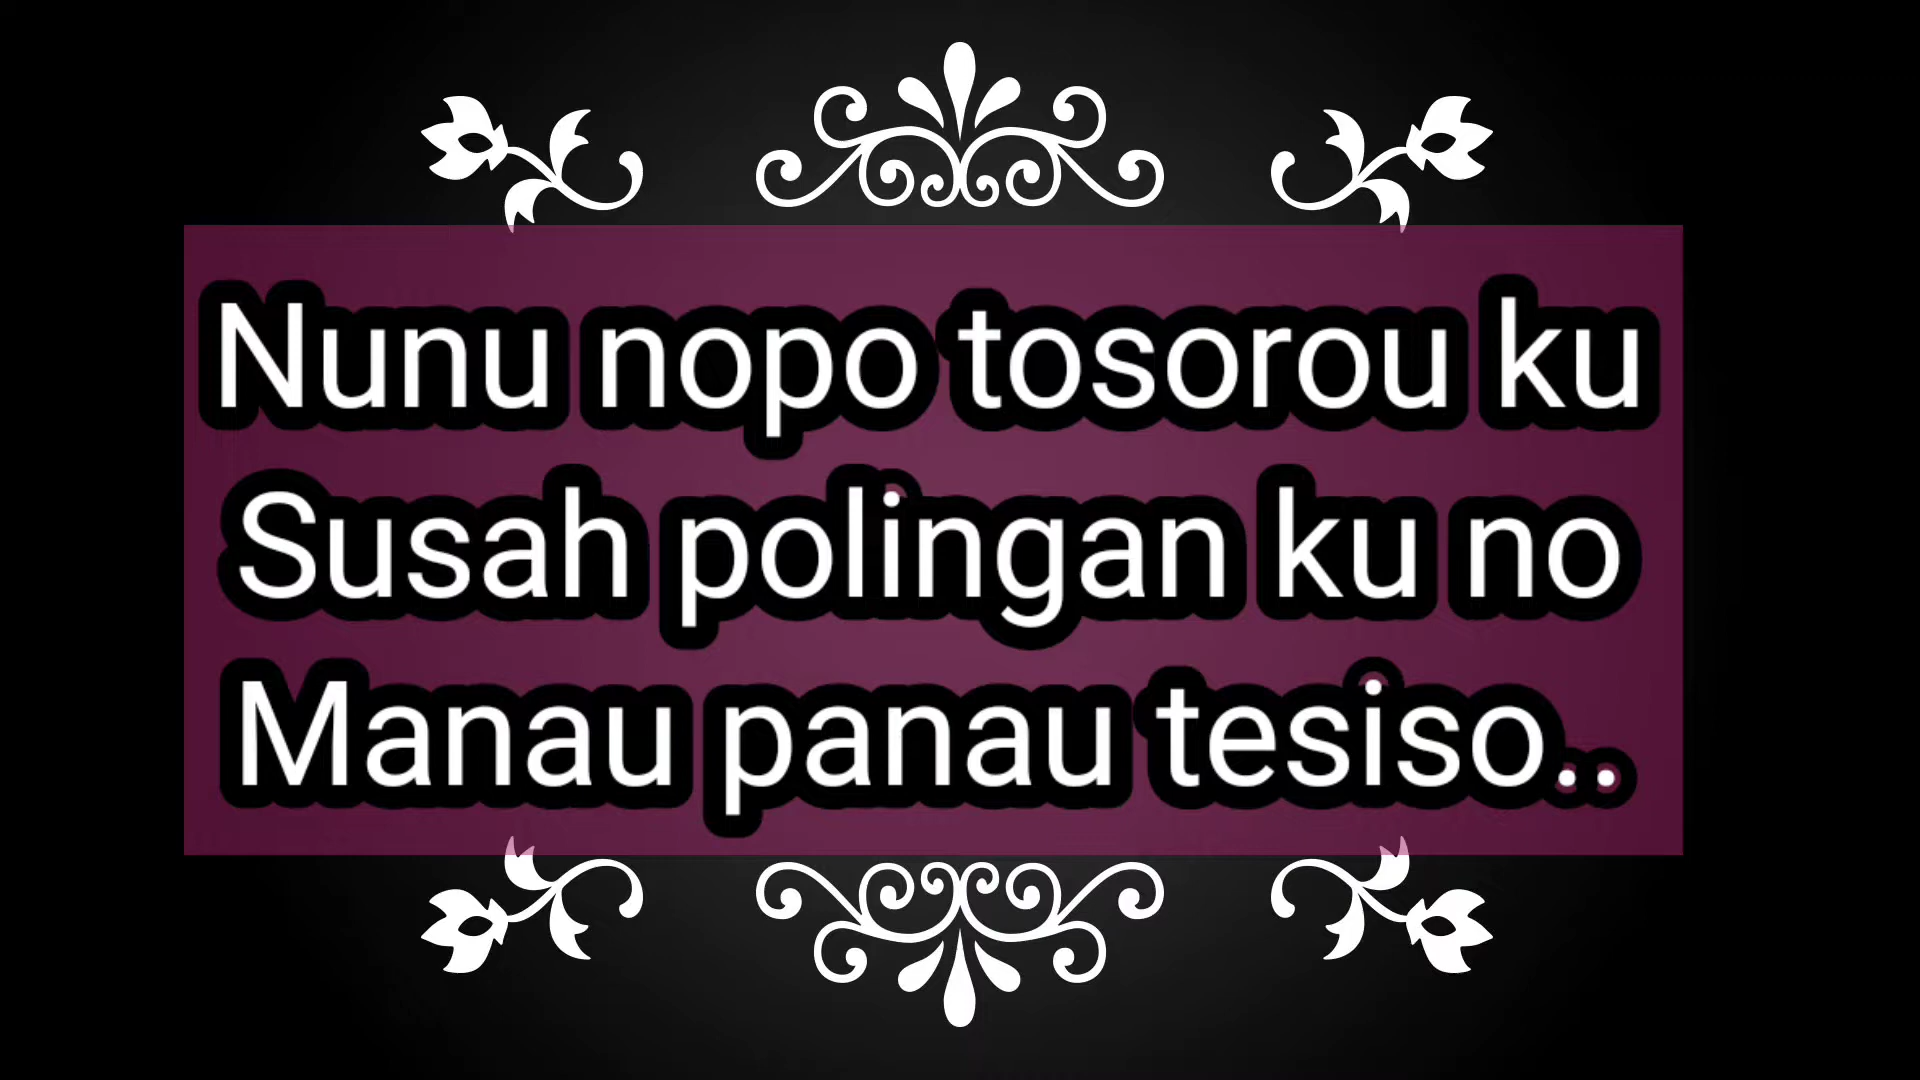 Nunu nopo tosorou ku
Susah polingan ku no
Manau panau tesiso..